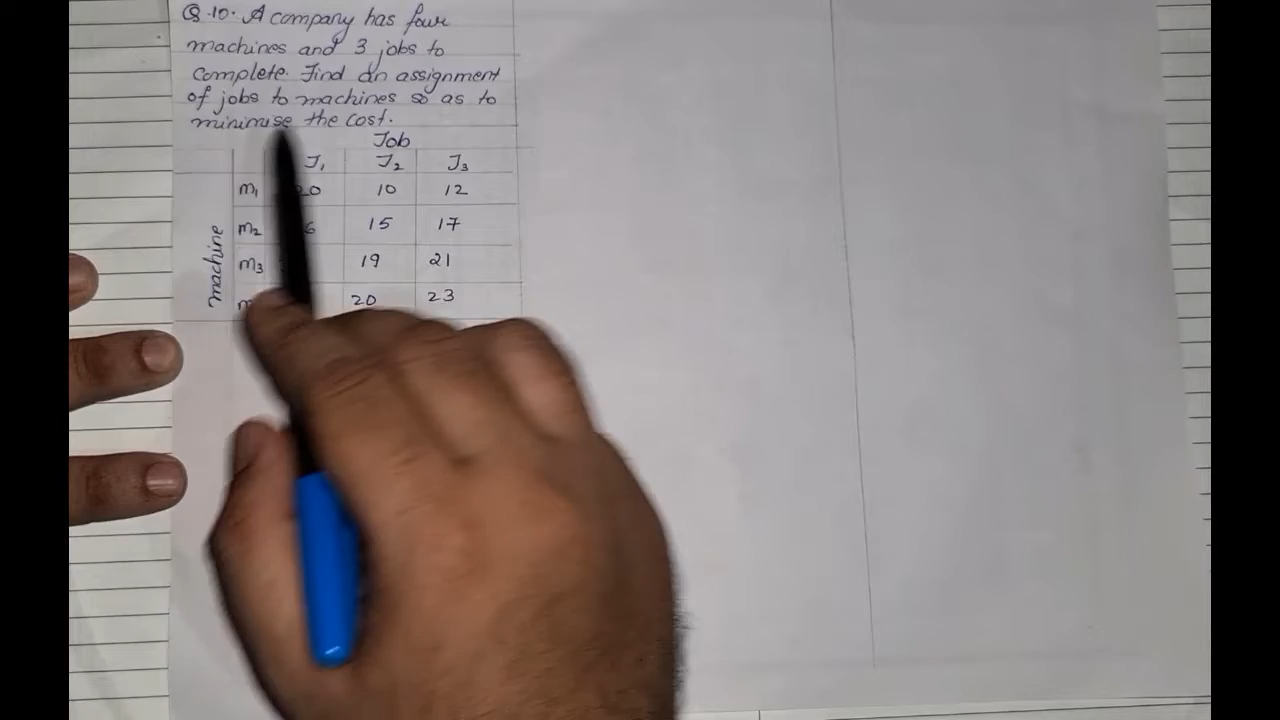 Q.10. A company has four
machines and 3 jobs to
complete. Find an assignment
of jobs to machines so as to
minimise the cost.
Job
J1 J2 J3
machine
m1 20 10 12
m2 15 17
m3 19 21
20 23